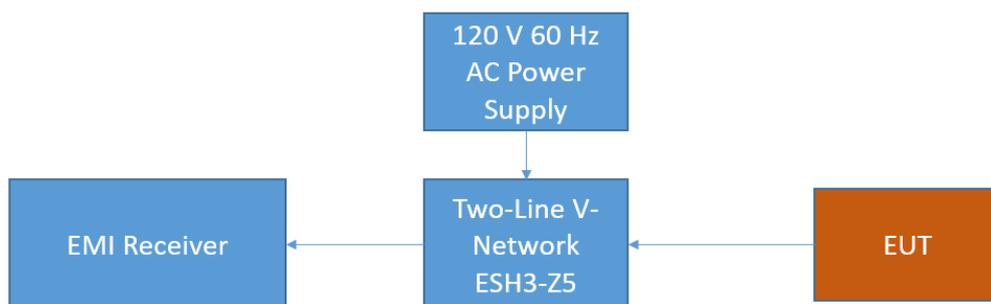 120 V 60 Hz
AC Power
Supply
EMI Receiver
Two-Line V-
Network
ESH3-Z5
EUT